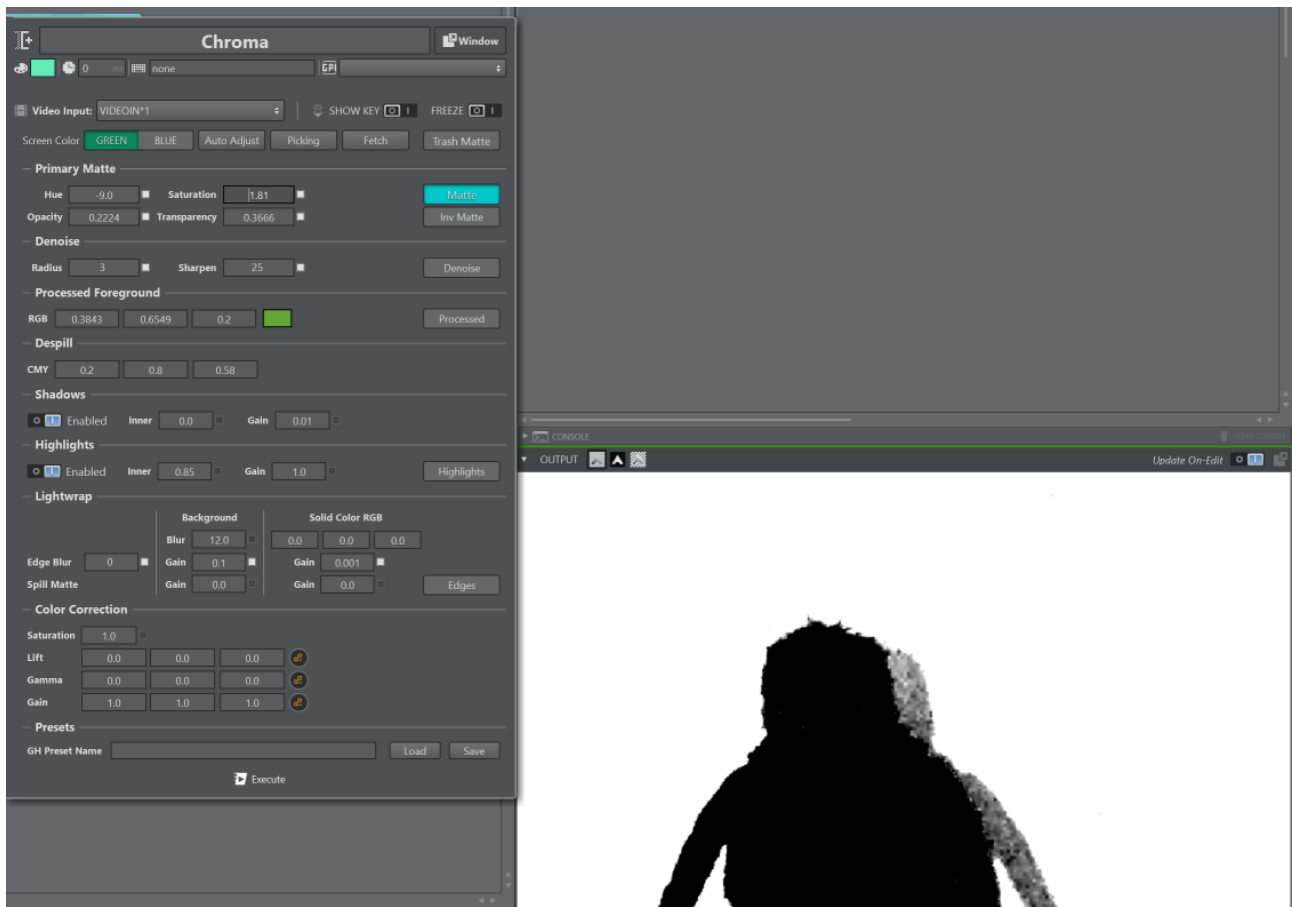 Chroma
Window
0 ms none GPI
Video Input: VIDEOIN*1 SHOW KEY FREEZE
Screen Color GREEN BLUE Auto Adjust Picking Fetch Trash Matte
Primary Matte
Hue -9.0 Saturation 1.81 Matte
Opacity 0.2224 Transparency 0.3666 Inv Matte
Denoise
Radius 3 Sharpen 25 Denoise
Processed Foreground
RGB 0.3843 0.6549 0.2 Processed
Despill
CMY 0.2 0.8 0.58
Shadows
Enabled Inner 0.0 Gain 0.01
Highlights
Enabled Inner 0.85 Gain 1.0 Highlights
Lightwrap
Background Solid Color RGB
Blur 12.0 0.0 0.0 0.0
Edge Blur 0 Gain 0.1 Gain 0.001
Spill Matte Gain 0.0 Gain 0.0 Edges
Color Correction
Saturation 1.0
Lift 0.0 0.0 0.0
Gamma 0.0 0.0 0.0
Gain 1.0 1.0 1.0
Presets
GH Preset Name Load Save
Execute
CONSOLE CLEAR CONSOLE
OUTPUT Update On-Edit